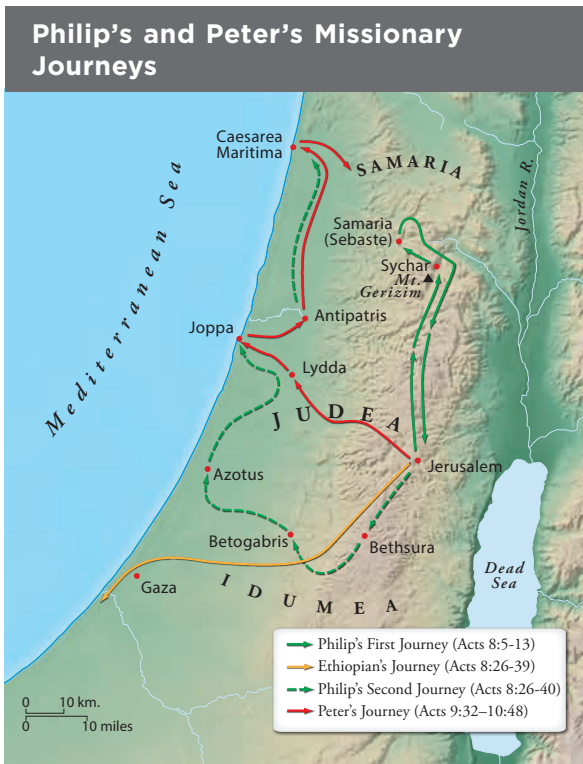 Philip's and Peter's Missionary
Journeys
Caesarea
Maritima
SAMARIA
Jordan R.
Mediterranean Sea
Samaria
(Sebaste)
Sychar
Mt.
Gerizim
Antipatris
Joppa
Lydda
JUDEA
Jerusalem
Azotus
Betogabris
Bethsura
Dead
Sea
Gaza
IDUMEA
Philip's First Journey (Acts 8:5-13)
Ethiopian's Journey (Acts 8:26-39)
Philip's Second Journey (Acts 8:26-40)
Peter's Journey (Acts 9:32–10:48)
0 10 km.
0 10 miles